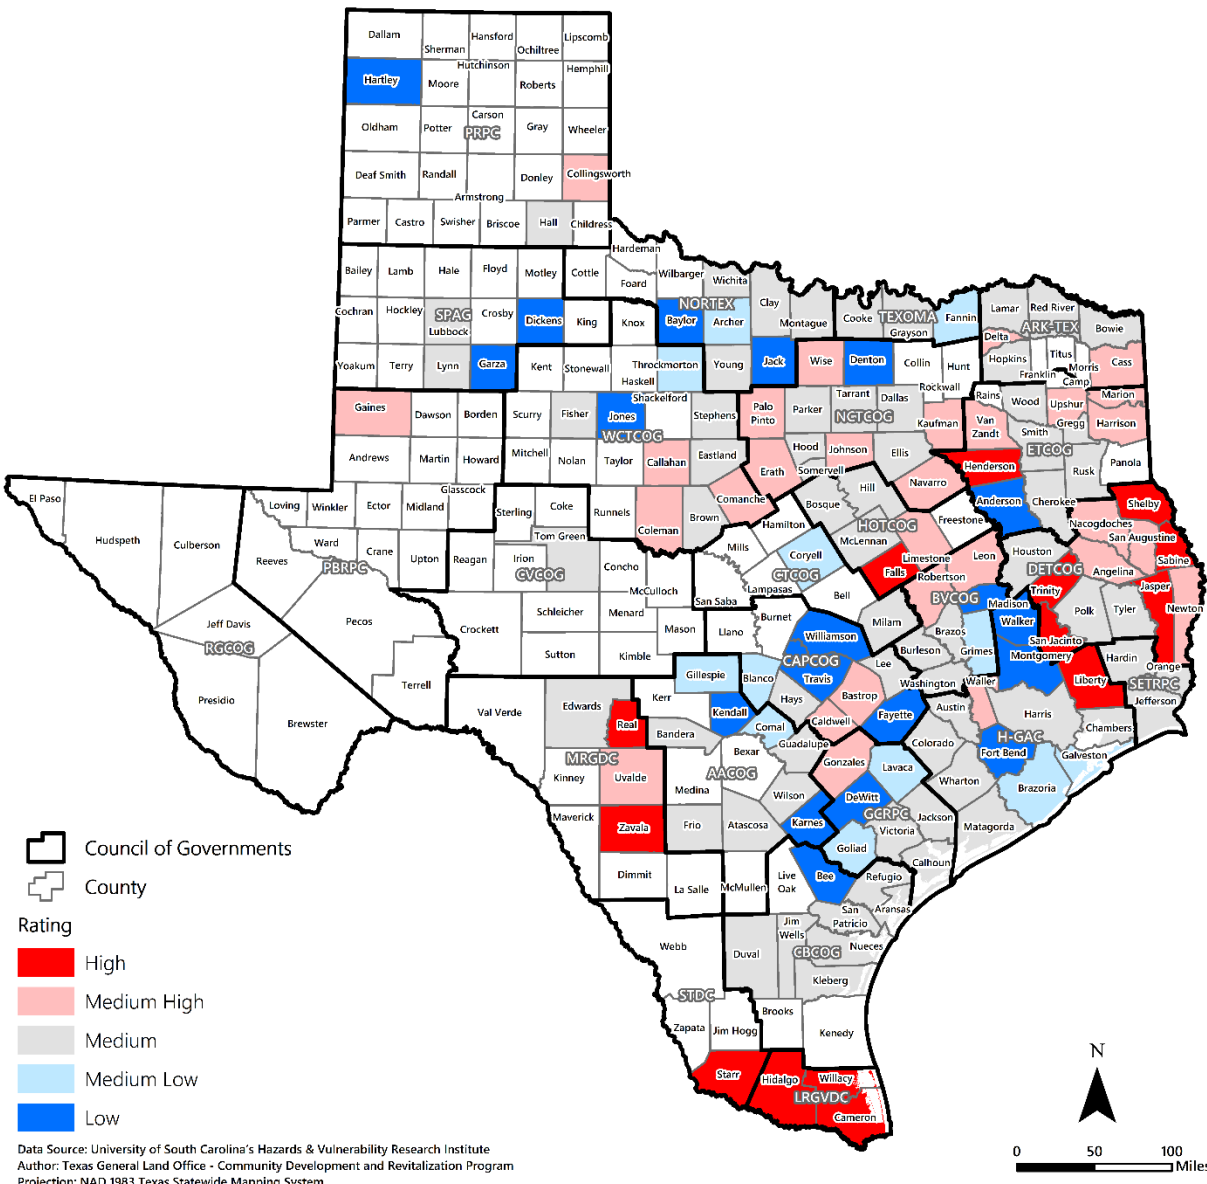 Dallam
Sherman
Hansford
Ochiltree
Lipscomb
Hartley
Moore
Hutchinson
Roberts
Hemphill
Oldham
Potter
Carson
PRPC
Gray
Wheeler
Deaf Smith
Randall
Armstrong
Donley
Collingsworth
Parmer
Castro
Swisher
Briscoe
Hall
Childress
Bailey
Lamb
Hale
Floyd
Motley
Cottle
Hardeman
Foard
Wilbarger
Wichita
Clay
Montague
Cooke
TEXOMA
Grayson
Fannin
Lamar
Red River
ARK-TEX
Bowie
Cochran
Hockley
SPAG
Lubbock
Crosby
Dickens
King
Knox
NORTEX
Baylor
Archer
Yoakum
Terry
Lynn
Garza
Kent
Stonewall
Haskell
Throckmorton
Young
Jack
Wise
Denton
Collin
Hunt
Delta
Hopkins
Franklin
Titus
Morris
Camp
Cass
Gaines
Dawson
Borden
Scurry
Fisher
Jones
Shackelford
WCTCOG
Stephens
Palo
Pinto
Parker
Tarrant
Dallas
NCTCOG
Rockwall
Kaufman
Rains
Van
Zandt
Wood
Upshur
Gregg
Marion
Harrison
Smith
ETCOG
Andrews
Martin
Howard
Mitchell
Nolan
Taylor
Callahan
Eastland
Erath
Hood
Somervell
Johnson
Ellis
Navarro
Henderson
Anderson
Cherokee
Rusk
Panola
Shelby
El Paso
Hudspeth
Culberson
Loving
Winkler
Ector
Midland
Glasscock
Sterling
Coke
Runnels
Coleman
Brown
Comanche
Hamilton
Bosque
Hill
HOTCOG
McLennan
Freestone
Limestone
Nacogdoches
San Augustine
Sabine
Reeves
Ward
Crane
Upton
PBRPC
Reagan
Irion
Tom Green
CVCOG
Concho
McCulloch
Mills
San Saba
Lampasas
CTCOG
Coryell
Bell
Falls
Robertson
Leon
BVCOG
Madison
Houston
DETCOG
Trinity
Angelina
Jasper
Newton
Polk
Tyler
Walker
San Jacinto
Jeff Davis
RGCOG
Presidio
Brewster
Pecos
Terrell
Crockett
Schleicher
Menard
Mason
Sutton
Kimble
Llano
Burnet
Williamson
CAPCOG
Travis
Milam
Lee
Burleson
Brazos
Grimes
Washington
Waller
Montgomery
Liberty
Hardin
Orange
SETRPC
Jefferson
Val Verde
Edwards
Real
Kerr
Gillespie
Blanco
Kendall
Comal
Hays
Bastrop
Caldwell
Fayette
Austin
Harris
H-GAC
Chambers
Galveston
Fort Bend
Brazoria
MRGDC
Kinney
Uvalde
Bandera
AACOG
Bexar
Medina
Guadalupe
Gonzales
Wilson
Lavaca
Colorado
Wharton
Matagorda
Maverick
Zavala
Frio
Atascosa
Karnes
DeWitt
GCRPC
Victoria
Jackson
Calhoun
Goliad
Dimmit
La Salle
McMullen
Live
Oak
Bee
Refugio
Aransas
San
Patricio
Webb
STDC
Duval
Jim
Wells
Nueces
CBCOG
Kleberg
Zapata
Jim Hogg
Brooks
Kenedy
Starr
Hidalgo
Willacy
LRGVDC
Cameron
Council of Governments
County
Rating
High
Medium High
Medium
Medium Low
Low
Data Source: University of South Carolina's Hazards & Vulnerability Research Institute
Author: Texas General Land Office - Community Development and Revitalization Program
Projection: NAD 1983 Texas Statewide Mapping System
N
0 50 100
Miles